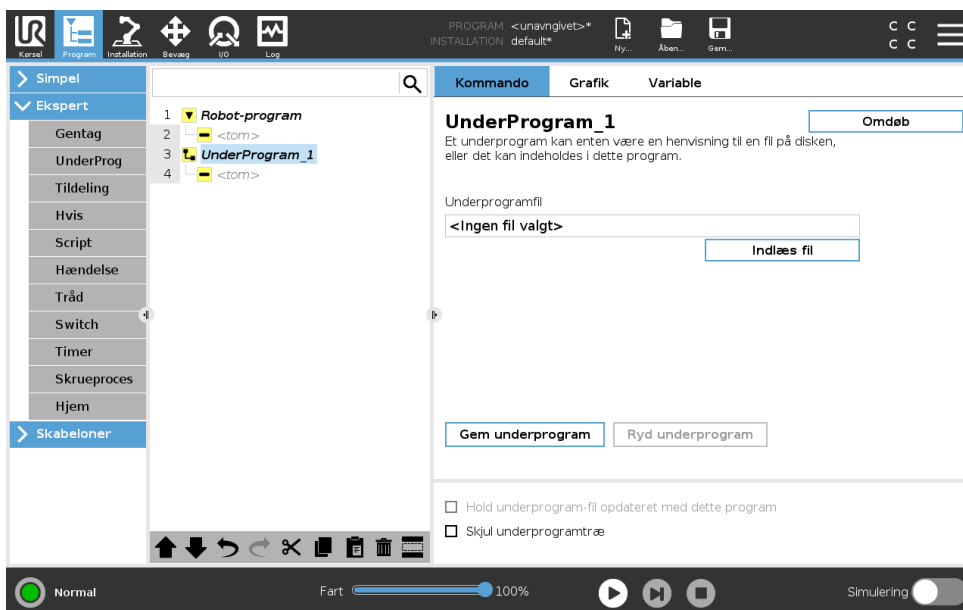 UR
Kørsel
Program
Installation
Bevæg
I/O
Log
PROGRAM <unavngivet>*
INSTALLATION default*
Ny...
Åben...
Gem...
C C
C C
Simpel
Ekspert
Gentag
UnderProg
Tildeling
Hvis
Script
Hændelse
Tråd
Switch
Timer
Skrueproces
Hjem
Skabeloner
1 Robot-program
2 <tom>
3 UnderProgram_1
4 <tom>
Kommando Grafik Variable
UnderProgram_1
Omdøb
Et underprogram kan enten være en henvisning til en fil på disken,
eller det kan indeholdes i dette program.
Underprogramfil
<Ingen fil valgt>
Indlæs fil
Gem underprogram
Ryd underprogram
Hold underprogram-fil opdateret med dette program
Skjul underprogramtræ
Normal
Fart 100%
Simulering